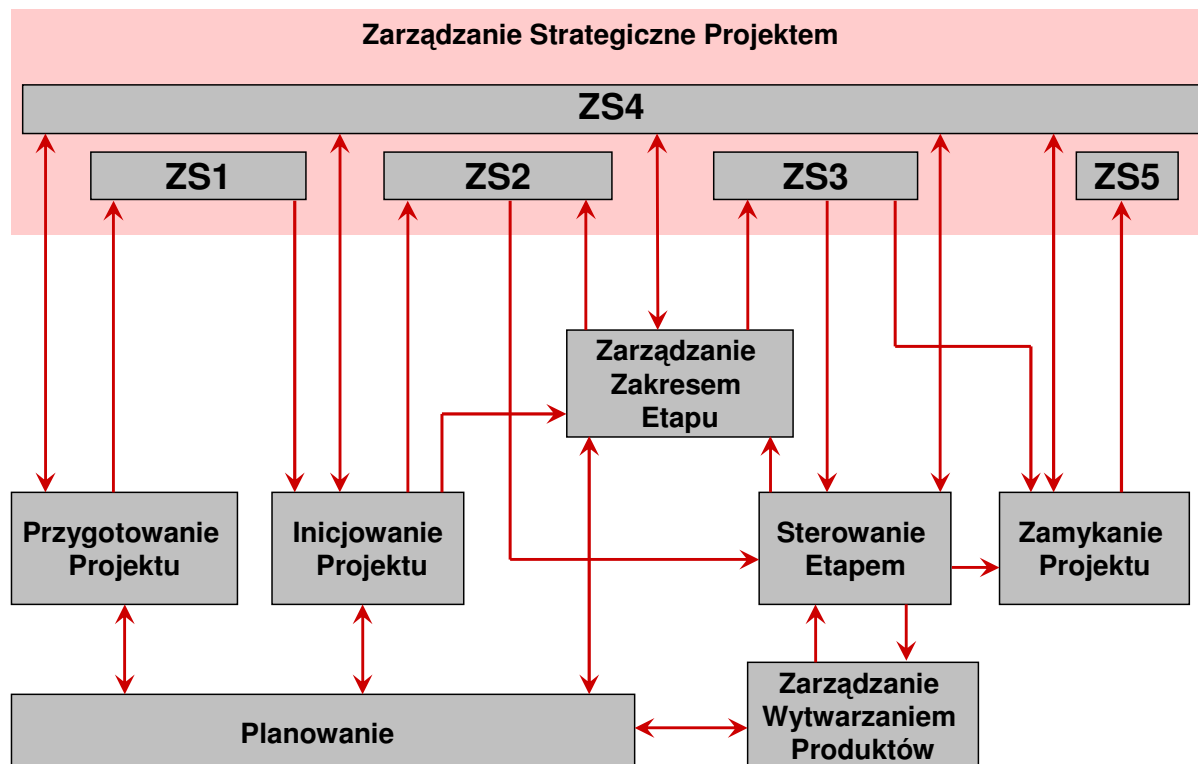 Zarządzanie Strategiczne Projektem
ZS4
ZS1
ZS2
ZS3
ZS5
Zarządzanie
Zakresem
Etapu
Przygotowanie
Projektu
Inicjowanie
Projektu
Sterowanie
Etapem
Zamykanie
Projektu
Planowanie
Zarządzanie
Wytwarzaniem
Produktów